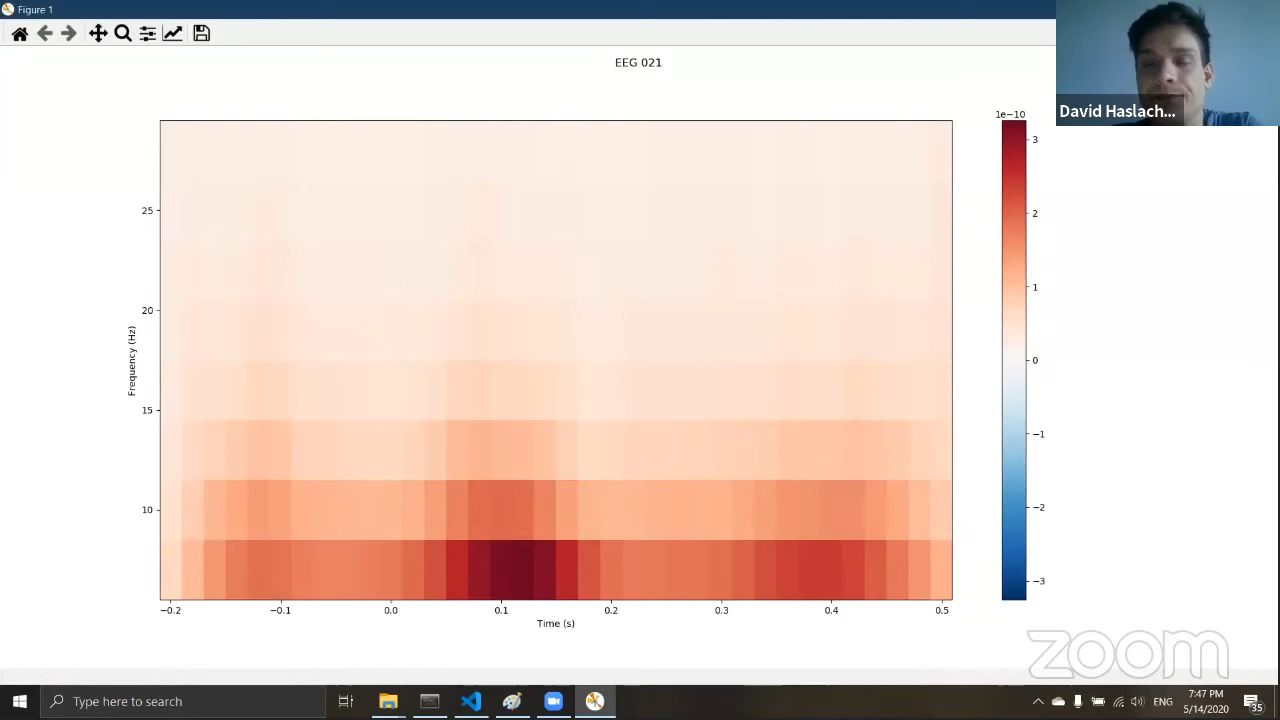 Figure 1
EEG 021
David Haslach...
1e-10
3
2
1
0
−1
−2
−3
25
20
15
10
Frequency (Hz)
−0.2
−0.1
0.0
0.1
0.2
0.3
0.4
0.5
Time (s)
zoom
Type here to search
ENG
7:47 PM
5/14/2020
35